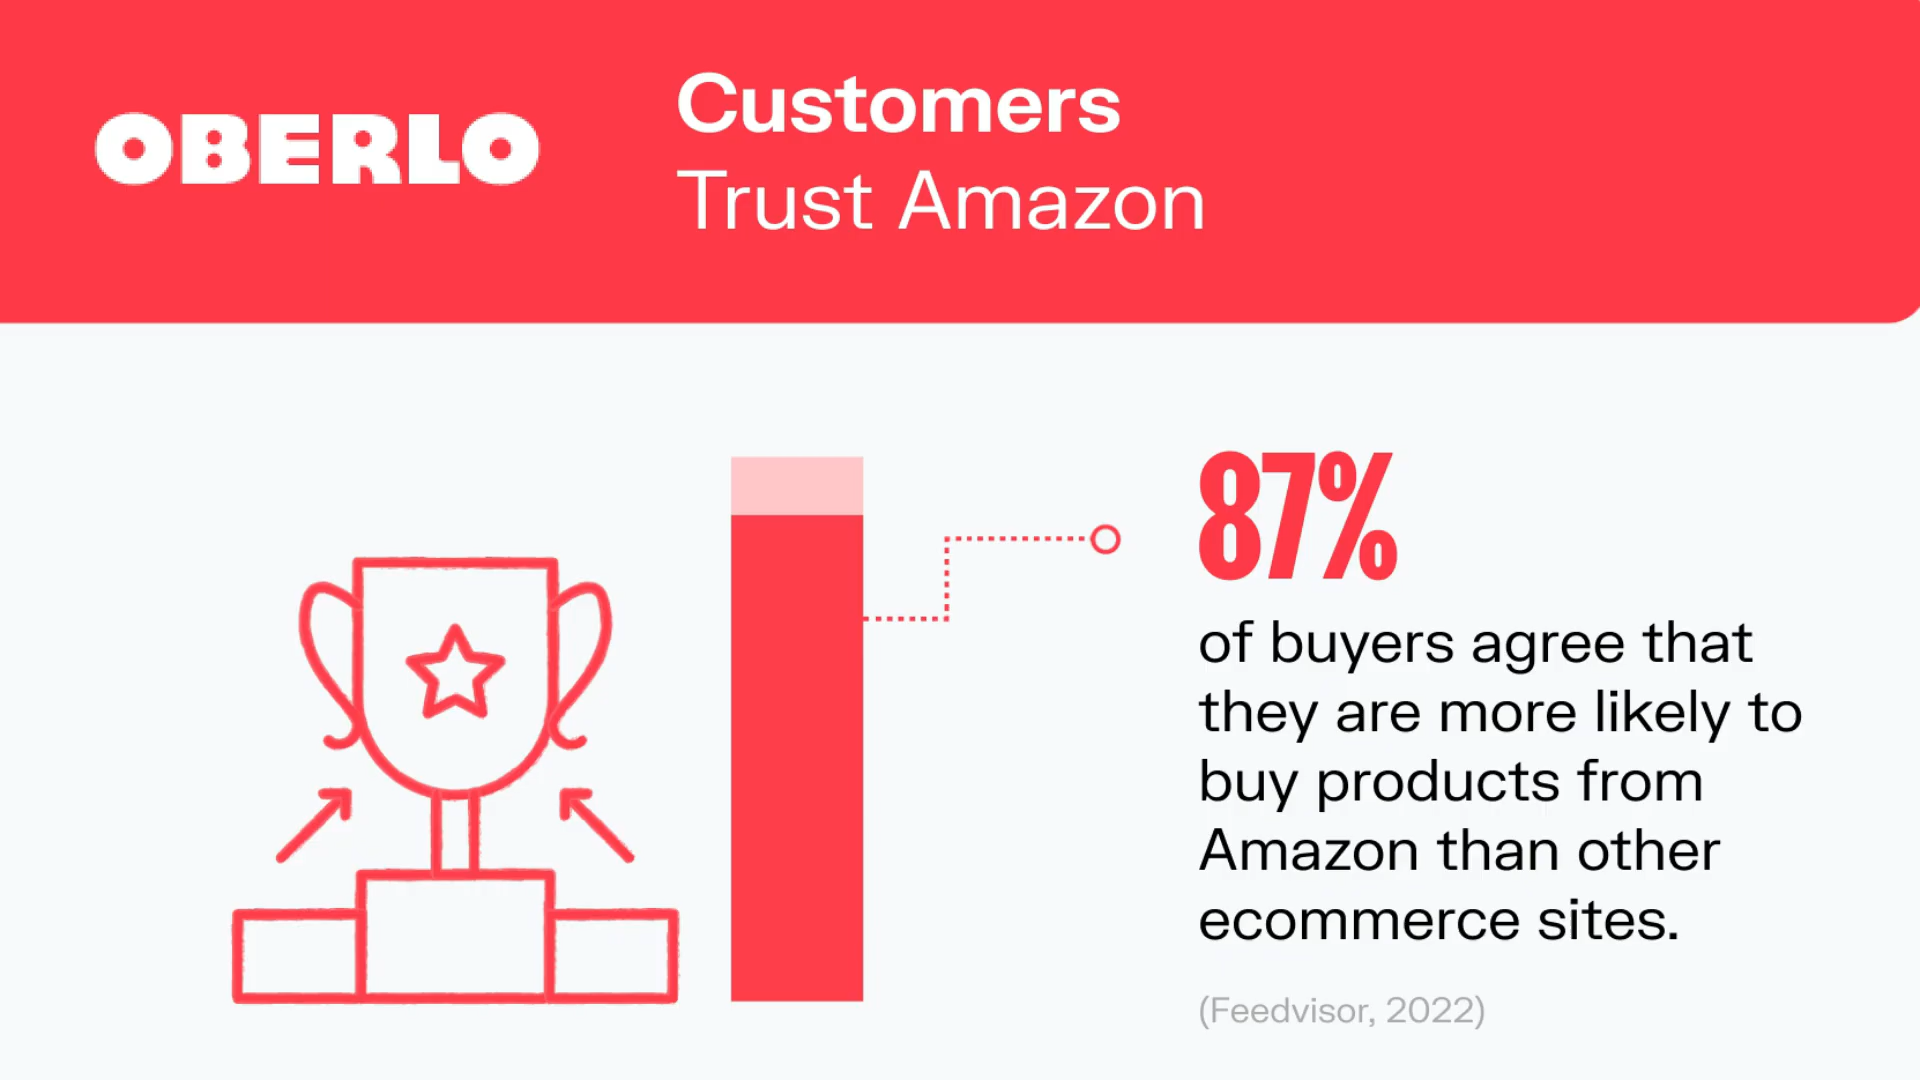 OBERLO
Customers
Trust Amazon
87%
of buyers agree that
they are more likely to
buy products from
Amazon than other
ecommerce sites.
(Feedvisor, 2022)